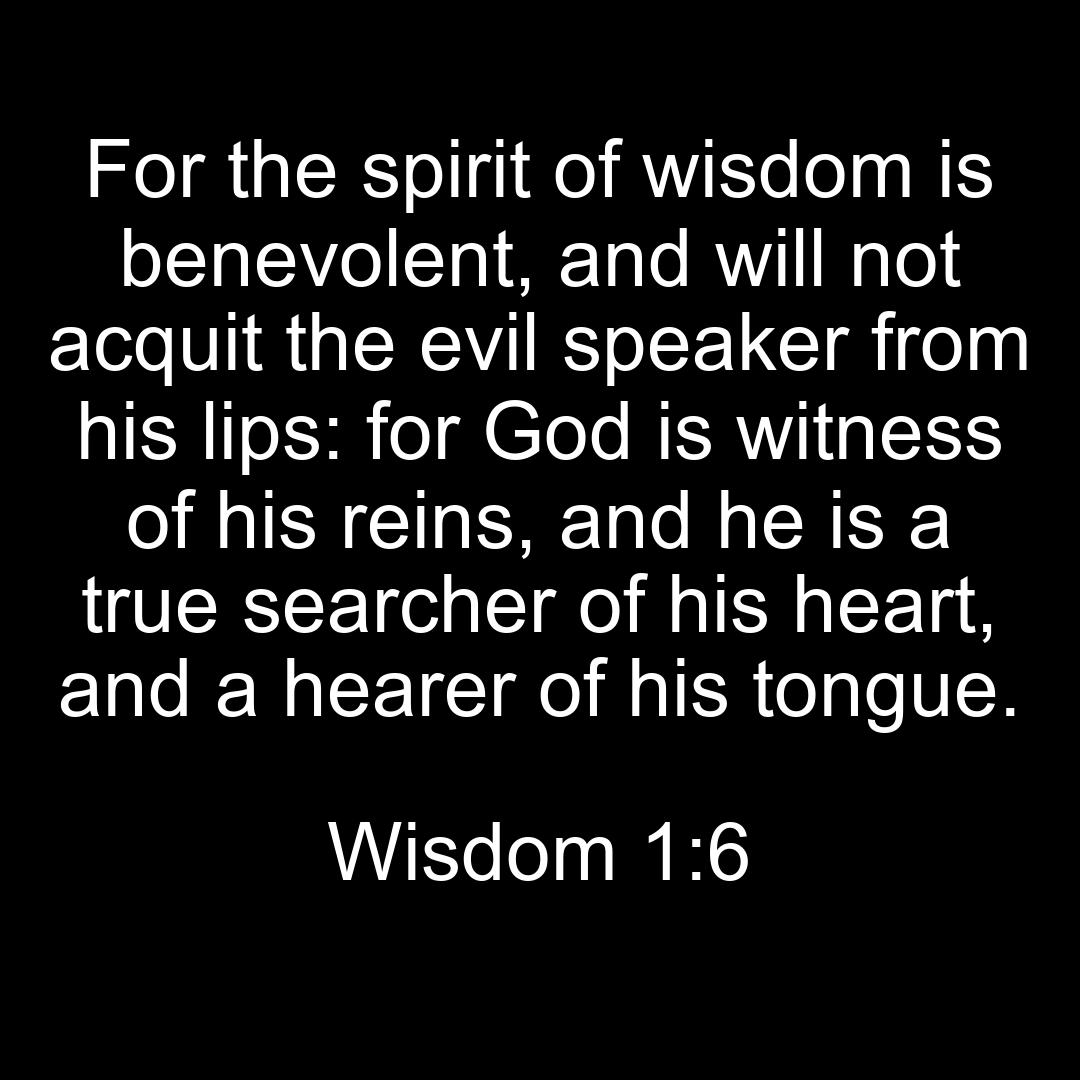 For the spirit of wisdom is
benevolent, and will not
acquit the evil speaker from
his lips: for God is witness
of his reins, and he is a
true searcher of his heart,
and a hearer of his tongue.
Wisdom 1:6